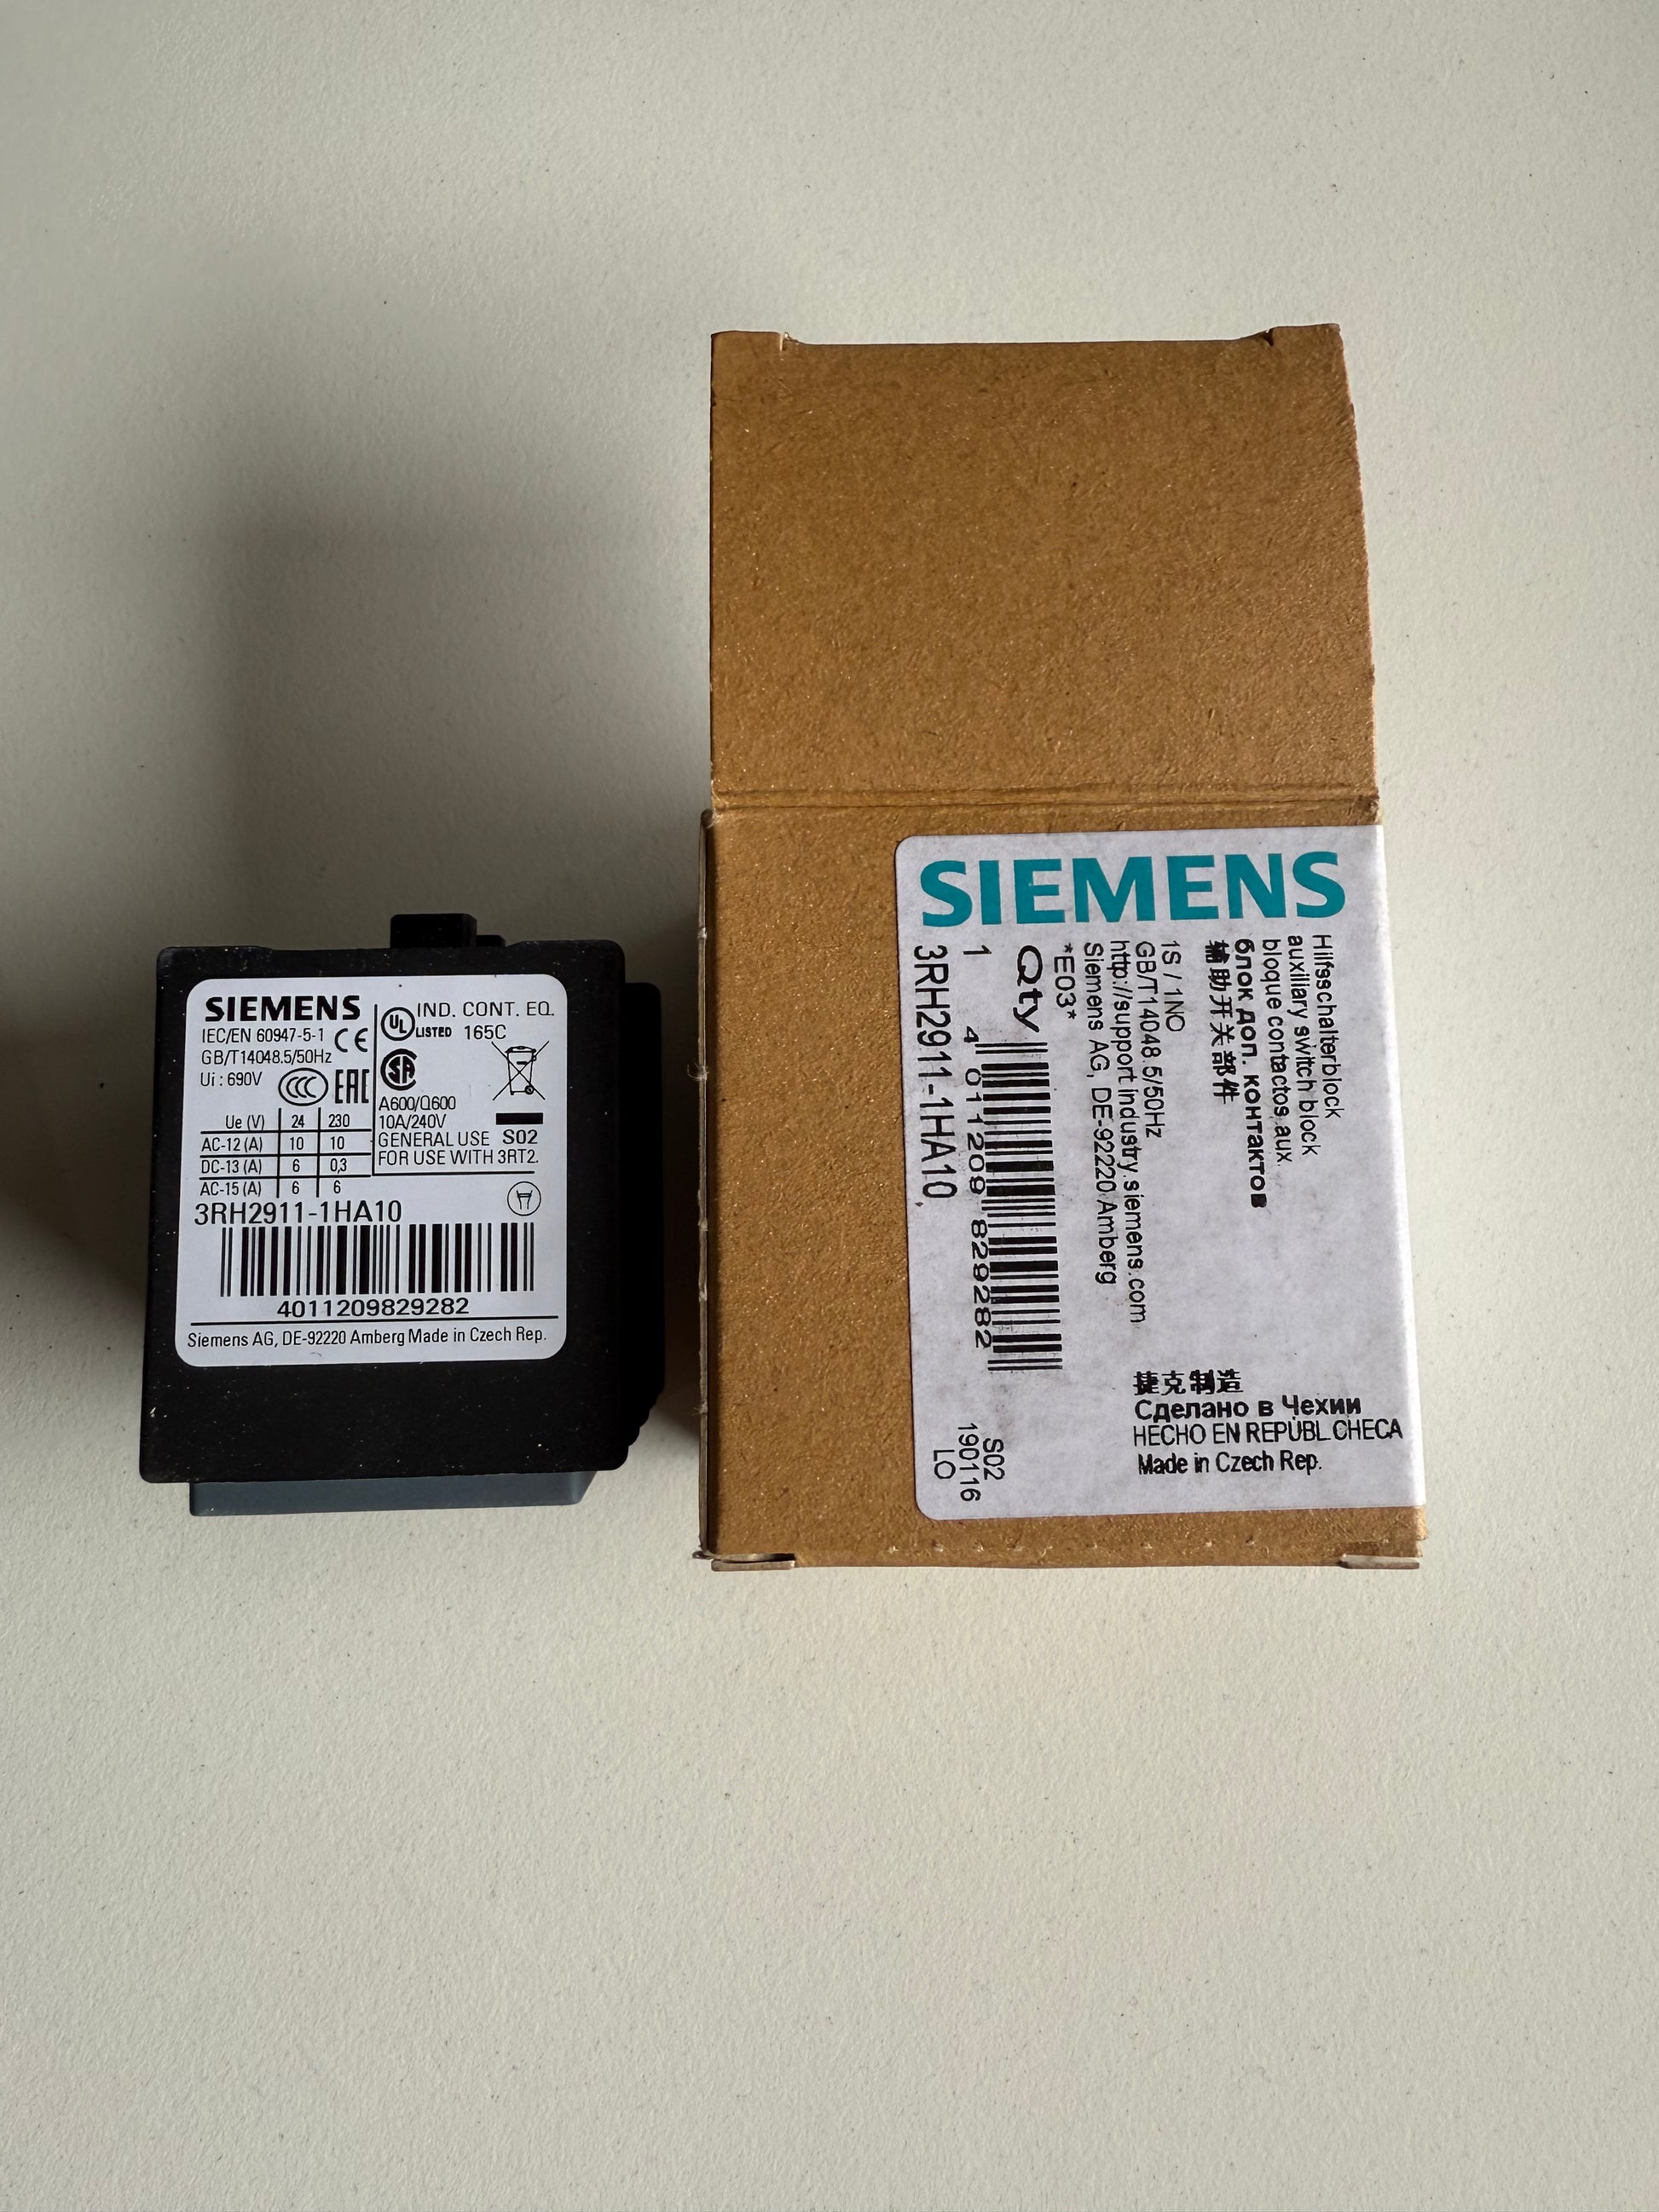 SIEMENS
IEC/EN 60947-5-1
GB/T14048.5/50Hz
Ui : 690V
CE
CCC
EAC
Ue (V) 24 230
AC-12 (A) 10 10
DC-13 (A) 6 0,3
AC-15 (A) 6 6
UL
IND. CONT. EQ.
LISTED 165C
A600/Q600
10A/240V
GENERAL USE S02
FOR USE WITH 3RT2.
3RH2911-1HA10
4011209829282
Siemens AG, DE-92220 Amberg Made in Czech Rep.
SIEMENS
Hilfsschalterblock
auxiliary switch block
bloque contactos aux.
блок доп. контактов
辅助开关部件
1S / 1NO
GB/T14048.5/50Hz
http://support.industry.siemens.com
Siemens AG, DE-92220 Amberg
*E03*
Qty
1
4 011209 829282
3RH2911-1HA10
S02
190116
LO
捷克制造
Сделано в Чехии
HECHO EN REPÚBL.CHECA
Made in Czech Rep.